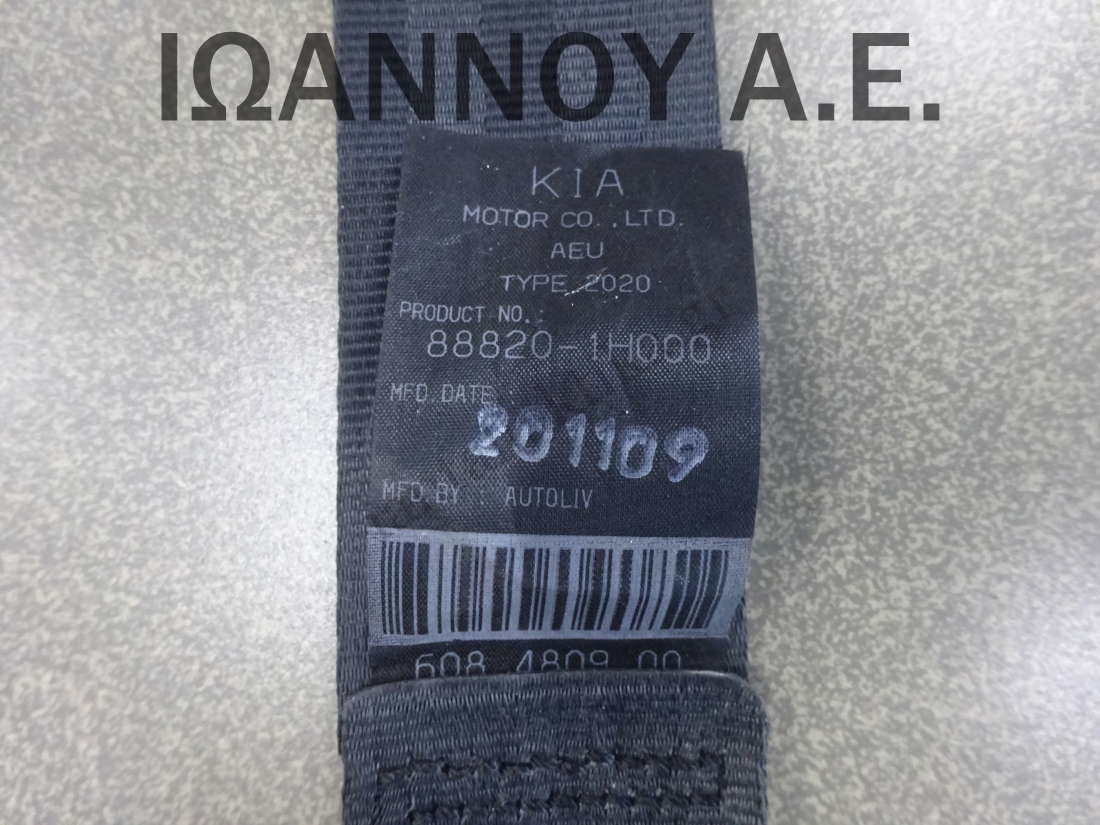 ΙΩΑΝΝΟΥ Α.Ε.
KIA
MOTOR CO.,LTD.
AEU
TYPE 2020
PRODUCT NO.:
88820-1H000
MFD DATE
201109
MFD BY : AUTOLIV
608 4809 00